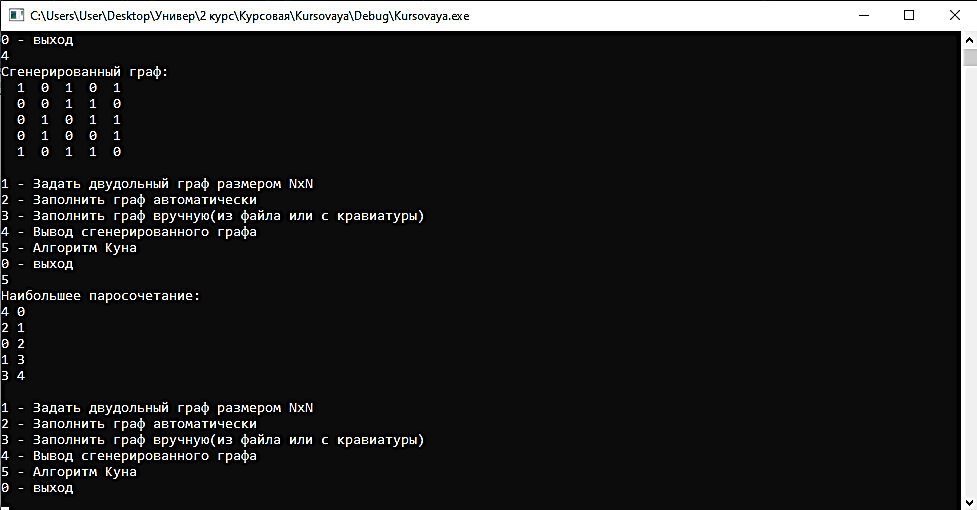 C:\Users\User\Desktop\Универ\2 курс\Курсовая\Kursovaya\Debug\Kursovaya.exe
0 - выход
4
Сгенерированный граф:
1 0 1 0 1
0 0 1 1 0
0 1 0 1 1
0 1 0 0 1
1 0 1 1 0
1 - Задать двудольный граф размером NxN
2 - Заполнить граф автоматически
3 - Заполнить граф вручную(из файла или с кравиатуры)
4 - Вывод сгенерированного графа
5 - Алгоритм Куна
0 - выход
5
Наибольшее паросочетание:
4 0
2 1
0 2
1 3
3 4
1 - Задать двудольный граф размером NxN
2 - Заполнить граф автоматически
3 - Заполнить граф вручную(из файла или с кравиатуры)
4 - Вывод сгенерированного графа
5 - Алгоритм Куна
0 - выход